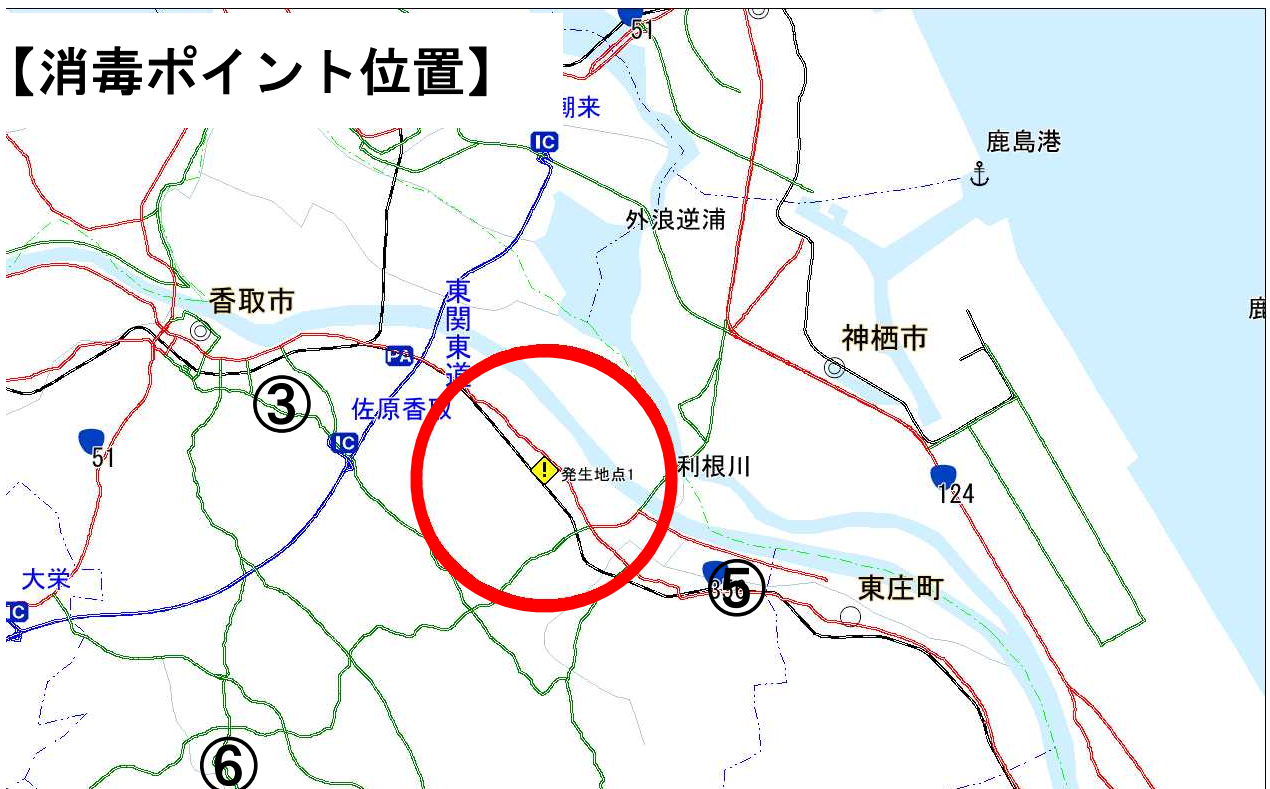 【消毒ポイント位置】
51
潮来
IC
鹿島港
外浪逆浦
香取市
東関東道
鹿
神栖市
PA
③
佐原香取
IC
51
発生地点1
利根川
124
大栄
IC
⑤
東庄町
⑥